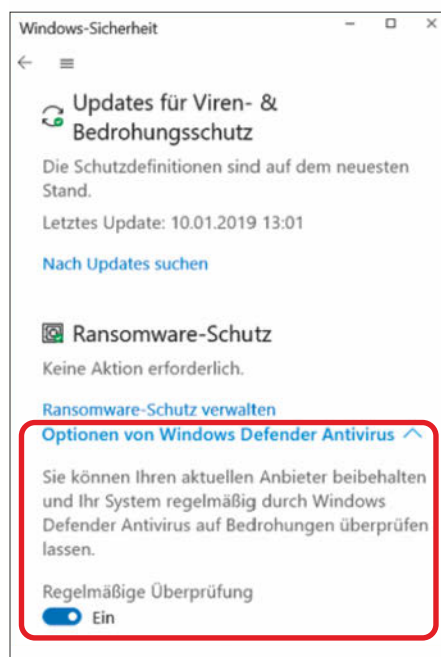 Windows-Sicherheit
Updates für Viren- &
Bedrohungsschutz
Die Schutzdefinitionen sind auf dem neuesten
Stand.
Letztes Update: 10.01.2019 13:01
Nach Updates suchen
Ransomware-Schutz
Keine Aktion erforderlich.
Ransomware-Schutz verwalten
Optionen von Windows Defender Antivirus
Sie können Ihren aktuellen Anbieter beibehalten
und Ihr System regelmäßig durch Windows
Defender Antivirus auf Bedrohungen überprüfen
lassen.
Regelmäßige Überprüfung
Ein